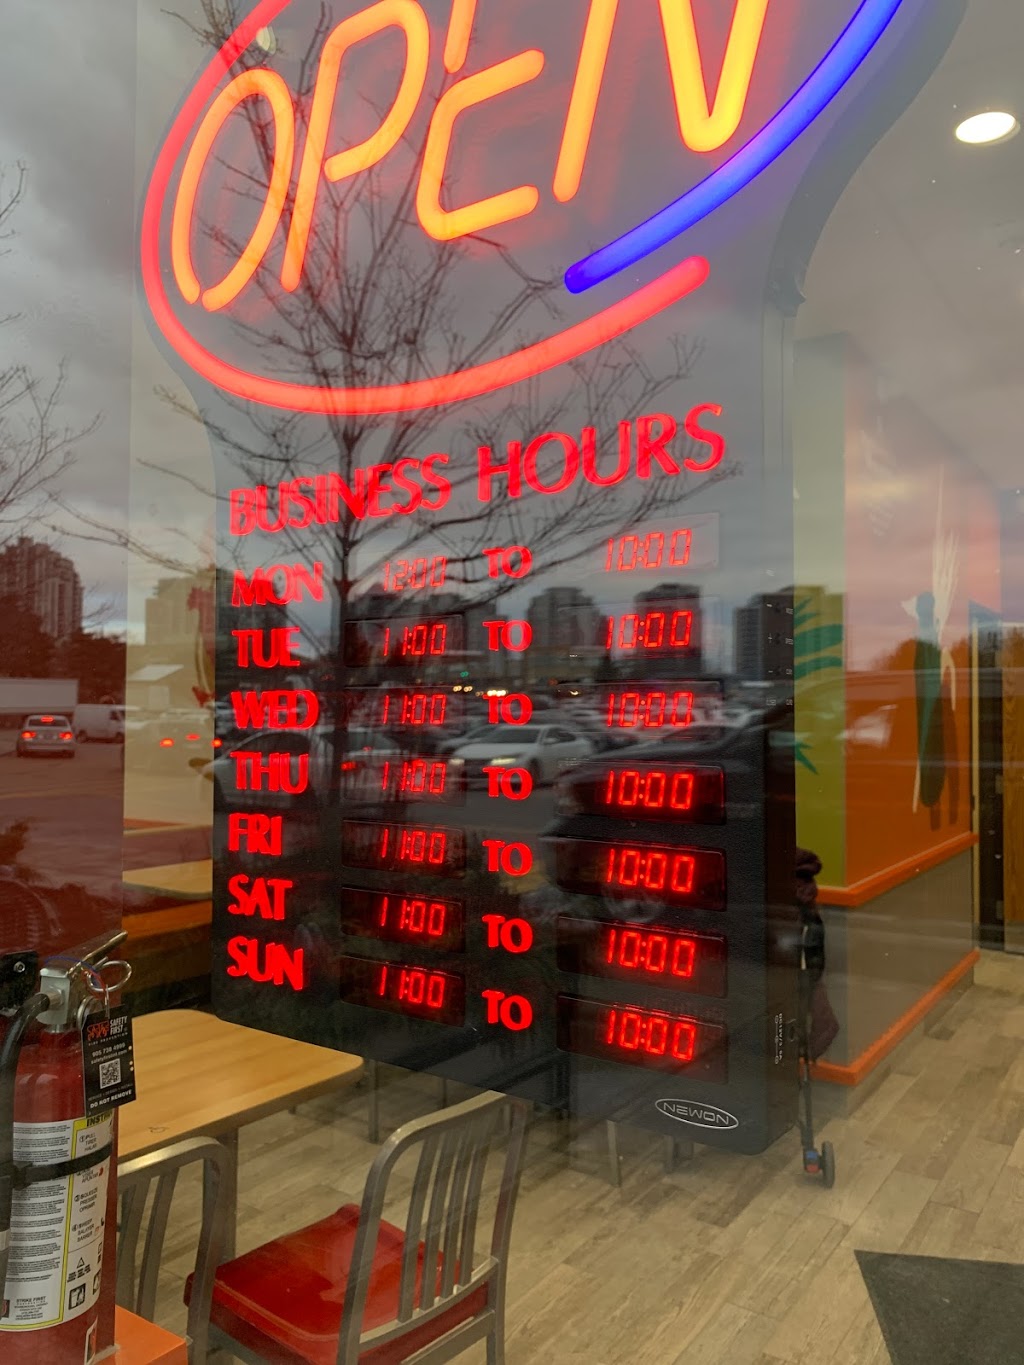 OPEN
BUSINESS HOURS
MON 12:00 TO 10:00
TUE 11:00 TO 10:00
WED 11:00 TO 10:00
THU 11:00 TO 10:00
FRI 11:00 TO 10:00
SAT 11:00 TO 10:00
SUN 11:00 TO 10:00
NEWON
SAFETY
FIRST
DO NOT REMOVE